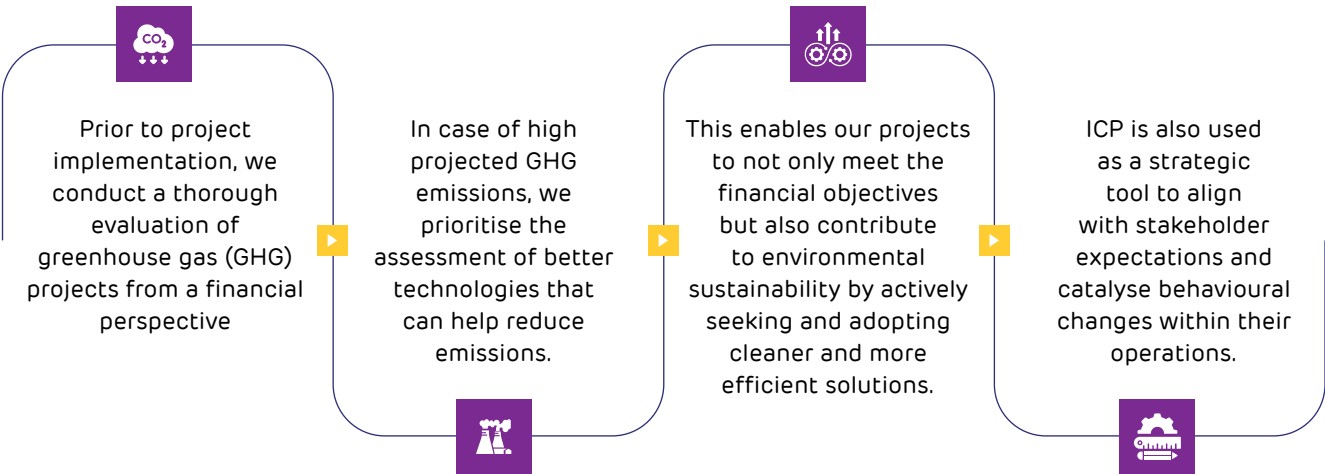 CO₂
Prior to project
implementation, we
conduct a thorough
evaluation of
greenhouse gas (GHG)
projects from a financial
perspective
In case of high
projected GHG
emissions, we
prioritise the
assessment of better
technologies that
can help reduce
emissions.
This enables our projects
to not only meet the
financial objectives
but also contribute
to environmental
sustainability by actively
seeking and adopting
cleaner and more
efficient solutions.
ICP is also used
as a strategic
tool to align
with stakeholder
expectations and
catalyse behavioural
changes within their
operations.